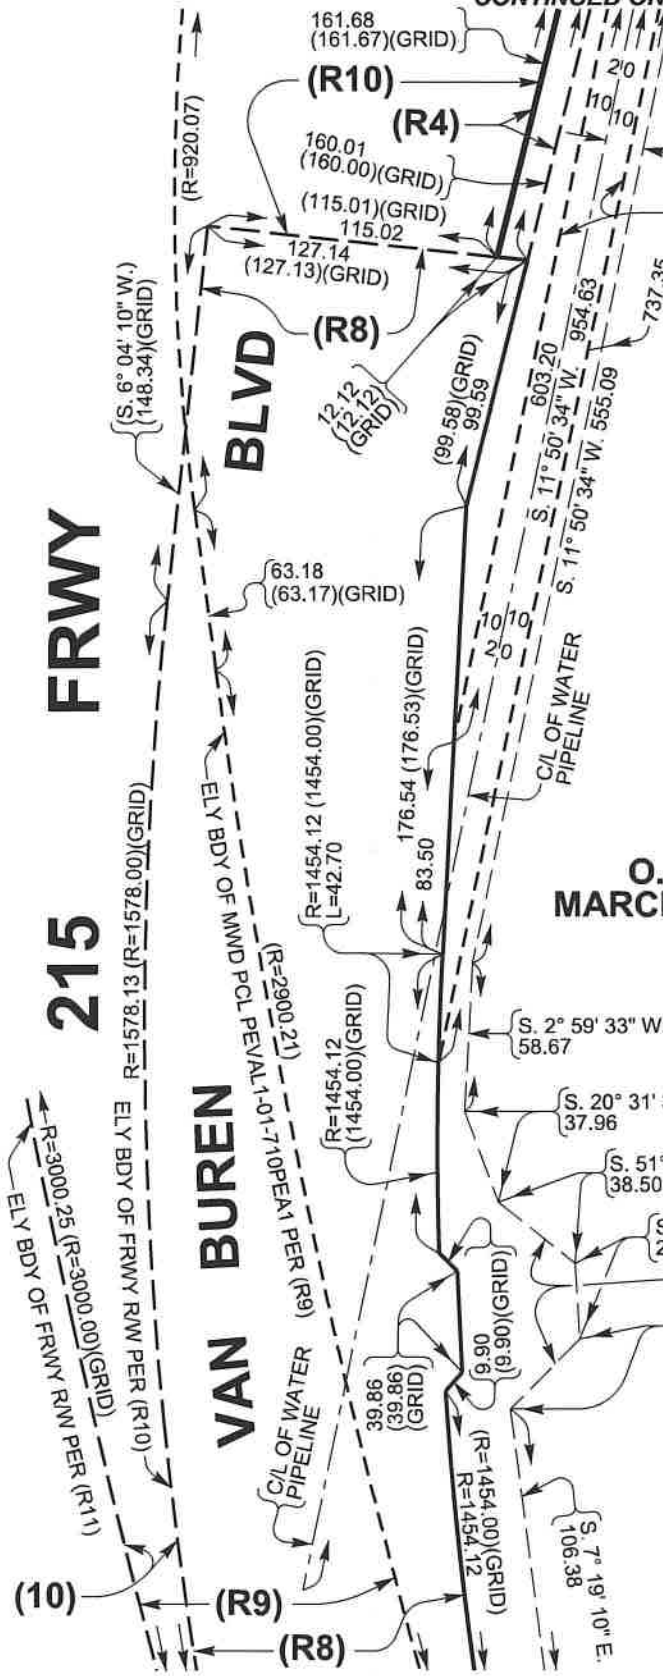 CONTINUED ON
161.68
(161.67)(GRID)
(R10)
(R4)
160.01
(160.00)(GRID)
(115.01)(GRID)
115.02
127.14
(127.13)(GRID)
(R8)
(R=920.07)
(S. 6° 04' 10" W.)
(148.34)(GRID)
BLVD
12.12
(12.12)
(GRID)
(99.58)(GRID)
99.59
20
10
10
737.35
954.63
603.20
S. 11° 50' 34" W.
S. 11° 50' 34" W. 555.09
FRWY
63.18
(63.17)(GRID)
10
10
20
C/L OF WATER
PIPELINE
176.54 (176.53)(GRID)
83.50
R=1454.12 (1454.00)(GRID)
L=42.70
ELY BDY OF MWD PCL PEVAL1-01-710PEA1 PER (R9)
(R=2900.21)
R=1578.13 (R=1578.00)(GRID)
ELY BDY OF FRWY R/W PER (R10)
215
O.
MARCH
R=1454.12
(1454.00)(GRID)
S. 2° 59' 33" W
58.67
S. 20° 31'
37.96
S. 51°
38.50
S
2
R=3000.25 (R=3000.00)(GRID)
ELY BDY OF FRWY R/W PER (R11)
VAN BUREN
9.90
(9.90)(GRID)
39.86
(39.86)
(GRID)
C/L OF WATER
PIPELINE
(R=1454.00)(GRID)
R=1454.12
S. 7° 19' 10" E.
106.38
(10)
(R9)
(R8)